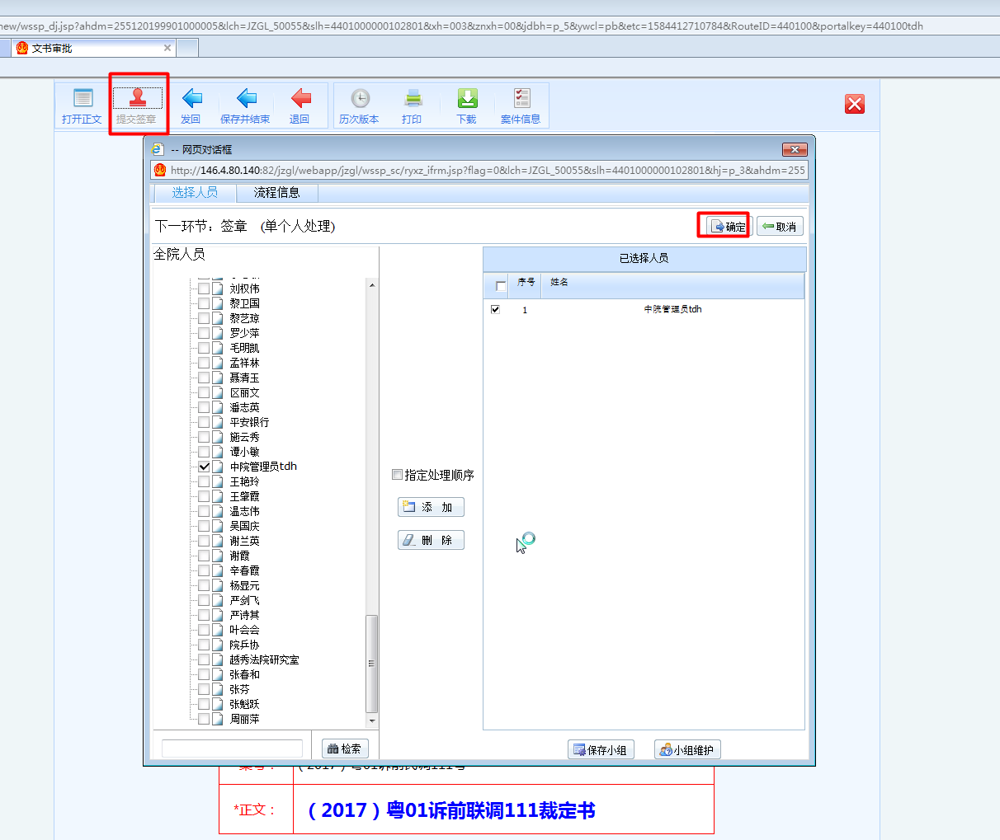 new/wssp_dj.jsp?ahdm=255120199901000005&lch=JZGL_50055&slh=4401000000102801&xh=003&znxh=00&jdbh=p_5&ywcl=pb&etc=1584412710784&RouteID=440100&portalkey=440100tdh
文书审批
打开正文 提交签章 发回 保存并结束 退回 历次版本 打印 下载 案件信息
-- 网页对话框
http://146.4.80.140:82/jzgl/webapp/jzgl/wssp_sc/ryxz_ifrm.jsp?flag=0&lch=JZGL_50055&slh=4401000000102801&hj=p_3&ahdm=255
选择人员 流程信息
下一环节：签章 （单个人处理） 确定 取消
全院人员
刘权伟
黎卫国
黎艺琼
罗少萍
毛明凯
孟祥林
聂清玉
区丽文
潘志英
平安银行
施云秀
谭小敏
中院管理员tdh
王艳玲
王肇霞
温志伟
吴国庆
谢兰英
谢霞
辛春霞
杨显元
严剑飞
严诗其
叶会会
院乒协
越秀法院研究室
张春和
张芬
张魁跃
周丽萍
检索
指定处理顺序
添 加
删 除
已选择人员
序号 姓名
1 中院管理员tdh
保存小组 小组维护
*正文：
（2017）粤01诉前联调111裁定书